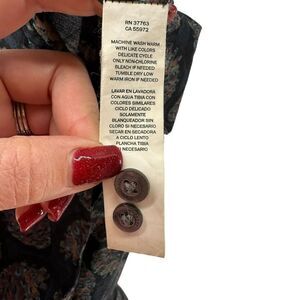 RN 37763
CA 55972
MACHINE WASH WARM
WITH LIKE COLORS
DELICATE CYCLE
ONLY NON-CHLORINE
BLEACH IF NEEDED
TUMBLE DRY LOW
WARM IRON IF NEEDED
LAVAR EN LAVADORA
CON AGUA TIBIA CON
COLORES SIMILARES
CICLO DELICADO
SOLAMENTE
BLANQUEADOR SIN
CLORO SI NECESARIO
SECAR EN SECADORA
A CICLO LENTO
PLANCHA TIBIA
SI NECESARIO